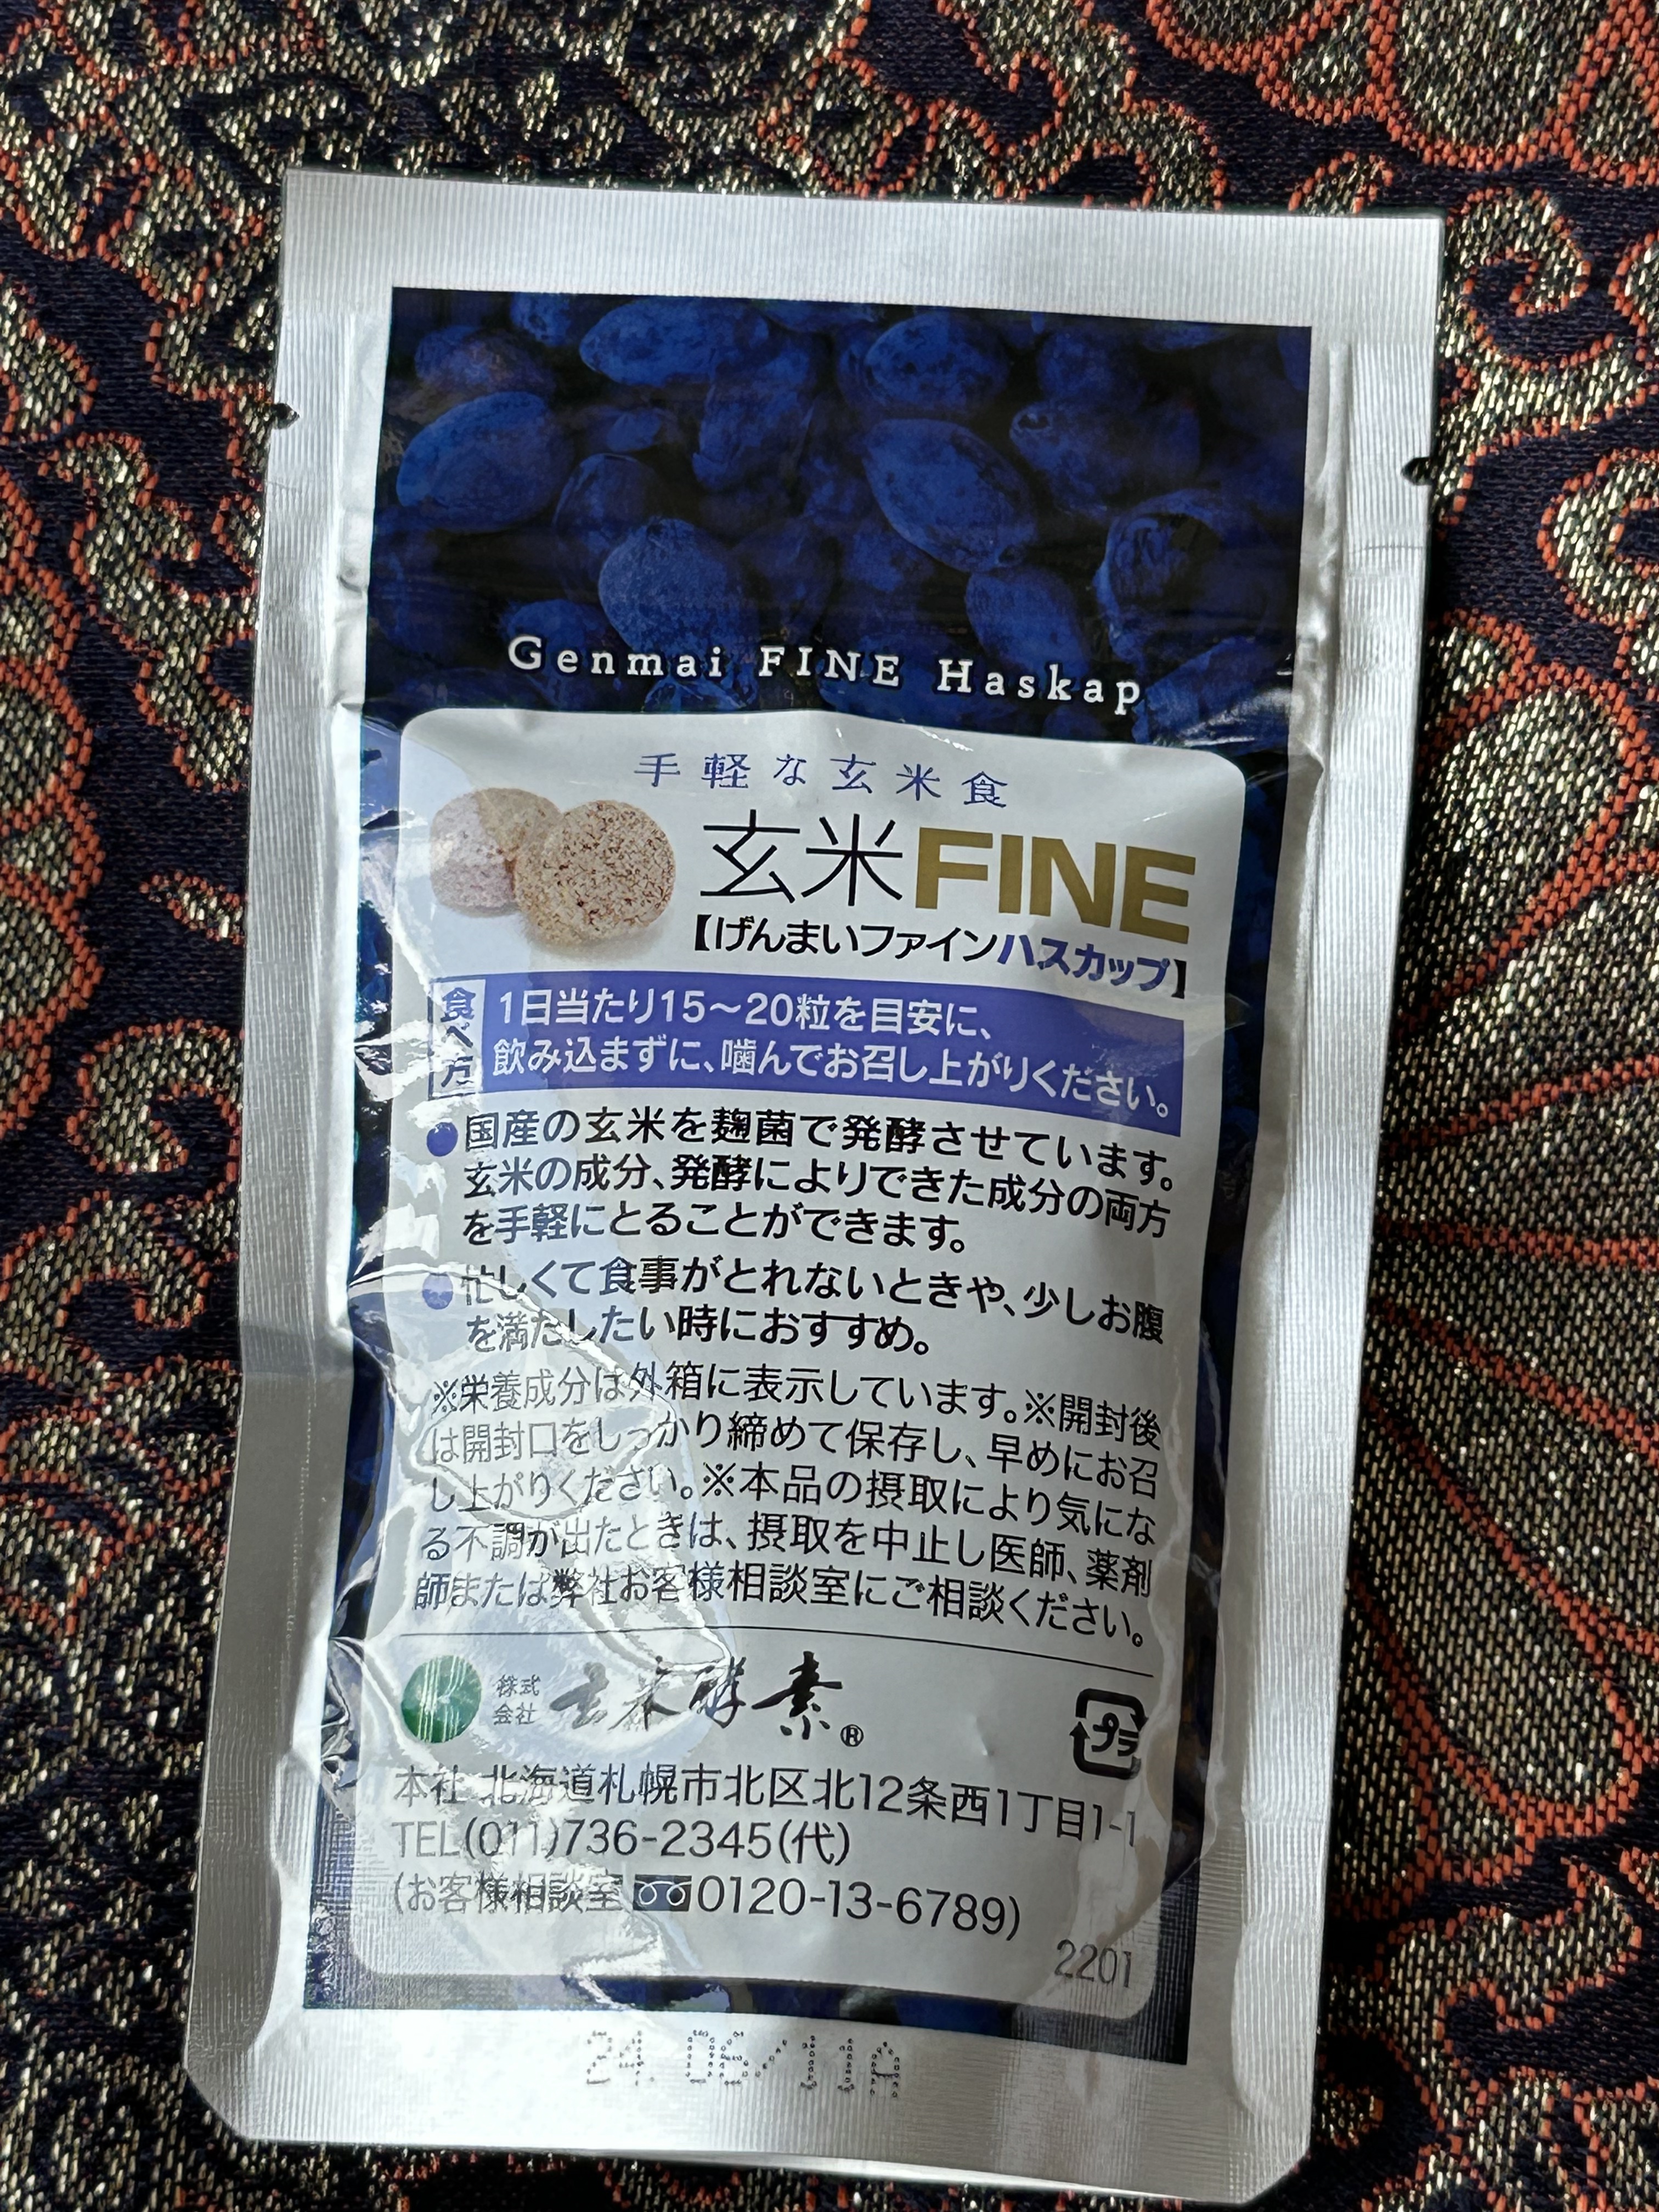 Genmai FINE Haskap
手軽な玄米食
玄米FINE
【げんまいファインハスカップ】
食べ方
1日当たり15～20粒を目安に、
飲み込まずに、噛んでお召し上がりください。
●国産の玄米を麹菌で発酵させています。
玄米の成分、発酵によりできた成分の両方
を手軽にとることができます。
●忙しくて食事がとれないときや、少しお腹
を満たしたい時におすすめ。
※栄養成分は外箱に表示しています。※開封後
は開封口をしっかり締めて保存し、早めにお召
し上がりください。※本品の摂取により気にな
る不調が出たときは、摂取を中止し医師、薬剤
師または弊社お客様相談室にご相談ください。
株式
会社
玄米酵素®
プラ
本社 北海道札幌市北区北12条西1丁目1-1
TEL(011)736-2345(代)
(お客様相談室 0120-13-6789)
2201
24.06/11A